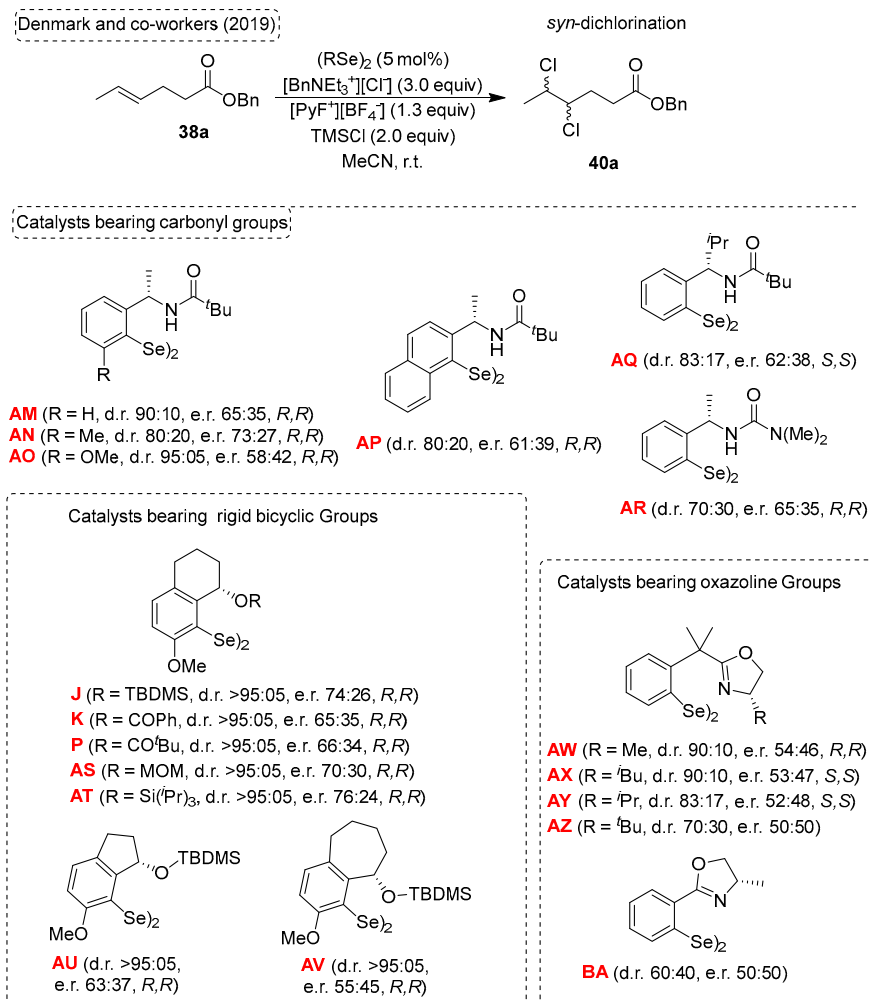 Denmark and co-workers (2019)
syn-dichlorination
(RSe)2 (5 mol%)
[BnNEt3+][Cl-] (3.0 equiv)
[PyF+][BF4-] (1.3 equiv)
TMSCl (2.0 equiv)
MeCN, r.t.
O
OBn
38a
Cl
O
OBn
Cl
40a
Catalysts bearing carbonyl groups
O
N
H
tBu
Se)2
R
AM (R = H, d.r. 90:10, e.r. 65:35, R,R)
AN (R = Me, d.r. 80:20, e.r. 73:27, R,R)
AO (R = OMe, d.r. 95:05, e.r. 58:42, R,R)
O
N
H
tBu
Se)2
AP (d.r. 80:20, e.r. 61:39, R,R)
iPr
O
N
H
tBu
Se)2
AQ (d.r. 83:17, e.r. 62:38, S,S)
O
N
H
N(Me)2
Se)2
AR (d.r. 70:30, e.r. 65:35, R,R)
Catalysts bearing rigid bicyclic Groups
OR
Se)2
OMe
J (R = TBDMS, d.r. >95:05, e.r. 74:26, R,R)
K (R = COPh, d.r. >95:05, e.r. 65:35, R,R)
P (R = COtBu, d.r. >95:05, e.r. 66:34, R,R)
AS (R = MOM, d.r. >95:05, e.r. 70:30, R,R)
AT (R = Si(iPr)3, d.r. >95:05, e.r. 76:24, R,R)
O-TBDMS
Se)2
MeO
AU (d.r. >95:05,
e.r. 63:37, R,R)
O-TBDMS
Se)2
MeO
AV (d.r. >95:05,
e.r. 55:45, R,R)
Catalysts bearing oxazoline Groups
O
N
Se)2
R
AW (R = Me, d.r. 90:10, e.r. 54:46, R,R)
AX (R = iBu, d.r. 90:10, e.r. 53:47, S,S)
AY (R = iPr, d.r. 83:17, e.r. 52:48, S,S)
AZ (R = tBu, d.r. 70:30, e.r. 50:50)
O
N
Se)2
BA (d.r. 60:40, e.r. 50:50)